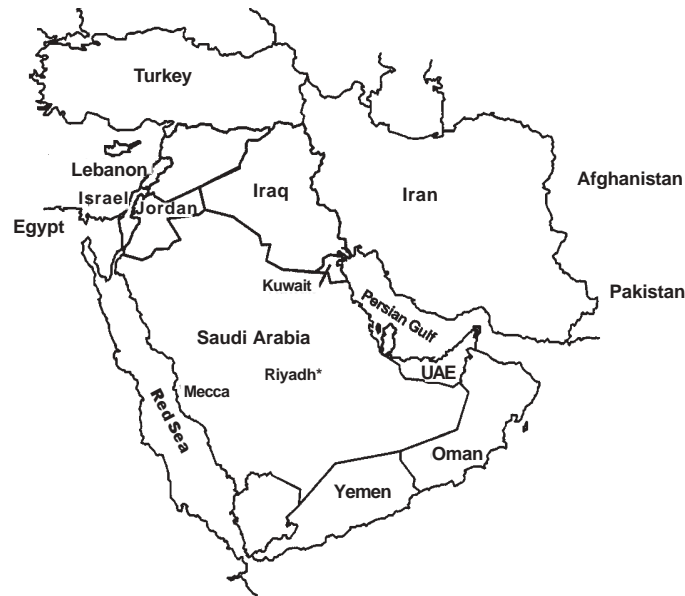 Turkey
Lebanon
Afghanistan
Israel
Jordan
Iraq
Iran
Egypt
Kuwait
Persian Gulf
Pakistan
Saudi Arabia
Riyadh*
UAE
Mecca
Red Sea
Oman
Yemen